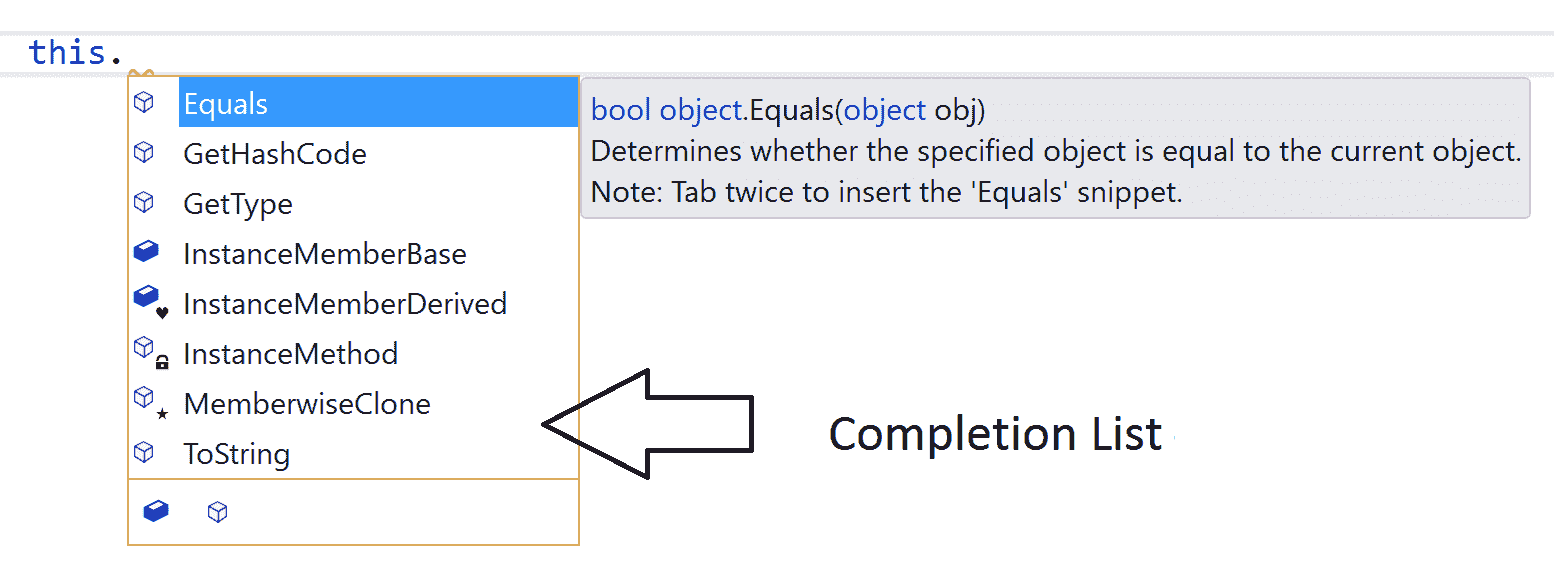 this.
Equals
GetHashCode
GetType
InstanceMemberBase
InstanceMemberDerived
InstanceMethod
MemberwiseClone
ToString
bool object.Equals(object obj)
Determines whether the specified object is equal to the current object.
Note: Tab twice to insert the 'Equals' snippet.
Completion List